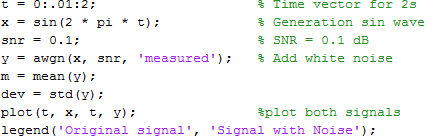 t = 0:.01:2; % Time vector for 2s
x = sin(2 * pi * t); % Generation sin wave
snr = 0.1; % SNR = 0.1 dB
y = awgn(x, snr, 'measured'); % Add white noise
m = mean(y);
dev = std(y);
plot(t, x, t, y); %plot both signals
legend('Original signal', 'Signal with Noise');